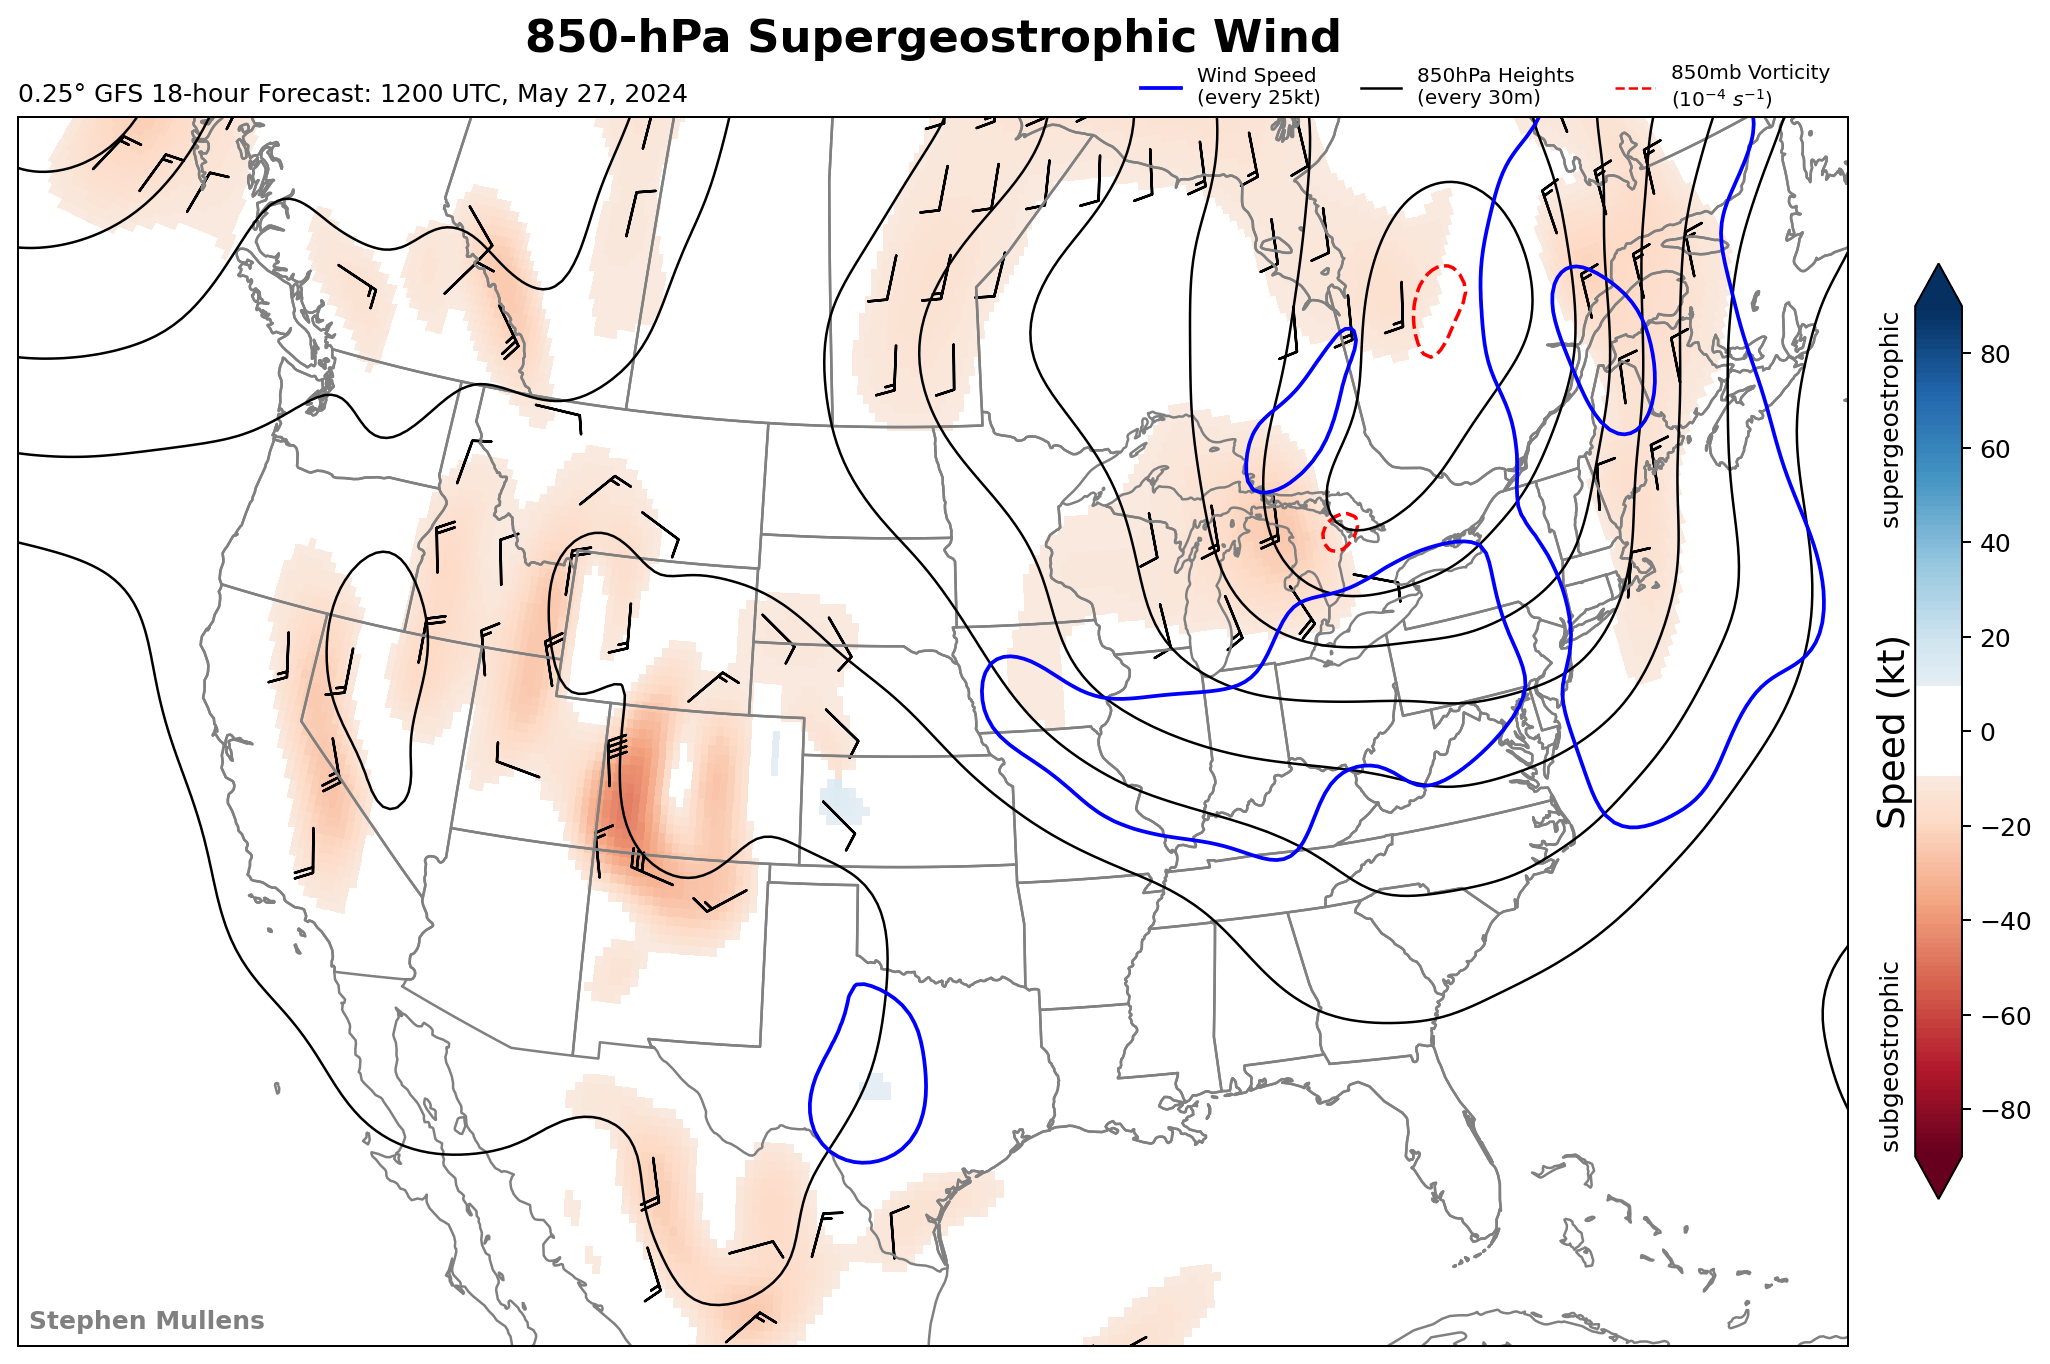 850-hPa Supergeostrophic Wind
0.25° GFS 18-hour Forecast: 1200 UTC, May 27, 2024
Wind Speed
(every 25kt)
850hPa Heights
(every 30m)
850mb Vorticity
(10⁻⁴ s⁻¹)
supergeostrophic
Speed (kt)
subgeostrophic
80
60
40
20
0
−20
−40
−60
−80
Stephen Mullens